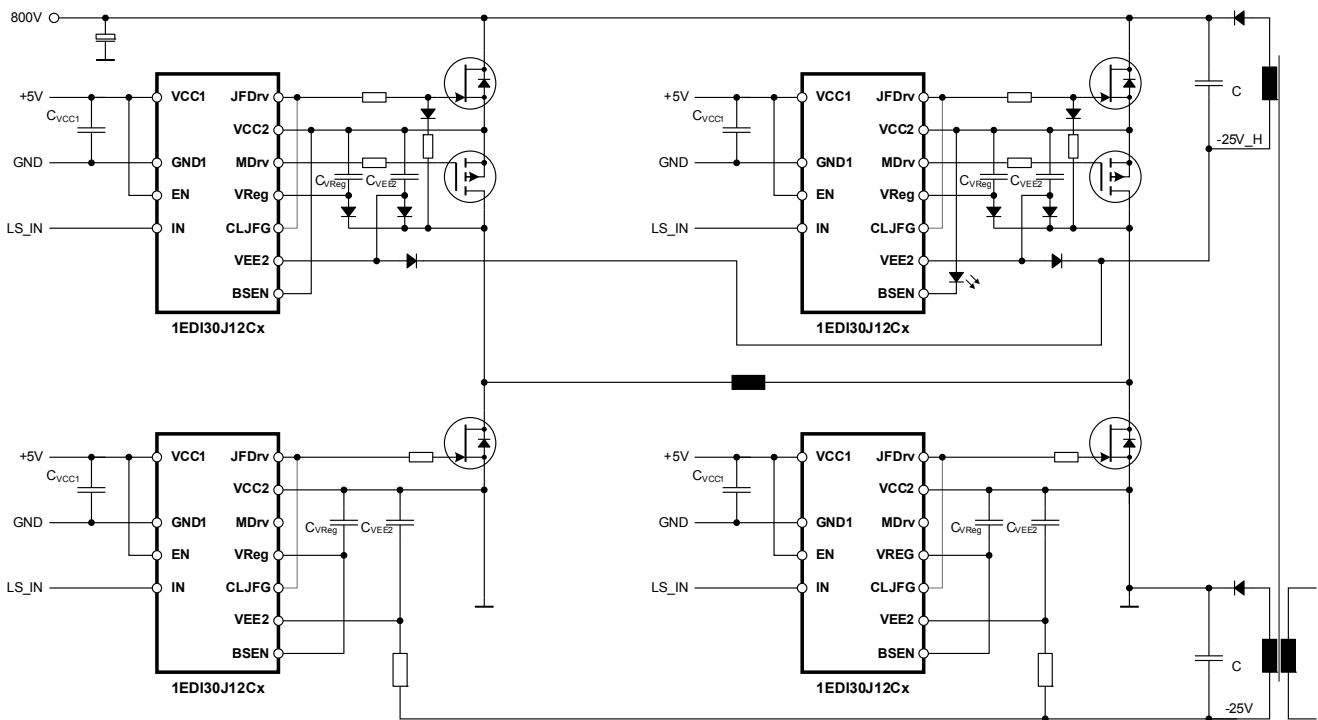 800V
+5V
CVCC1
GND
LS_IN
VCC1
GND1
EN
IN
JFDrv
VCC2
MDrv
VReg
CLJFG
VEE2
BSEN
CVReg
CVEE2
1EDI30J12Cx
+5V
CVCC1
GND
LS_IN
VCC1
GND1
EN
IN
JFDrv
VCC2
MDrv
VReg
CLJFG
VEE2
BSEN
CVReg
CVEE2
1EDI30J12Cx
C
-25V_H
+5V
CVCC1
GND
LS_IN
VCC1
GND1
EN
IN
JFDrv
VCC2
MDrv
VReg
CLJFG
VEE2
BSEN
CVReg
CVEE2
1EDI30J12Cx
+5V
CVCC1
GND
LS_IN
VCC1
GND1
EN
IN
JFDrv
VCC2
MDrv
VREG
CLJFG
VEE2
BSEN
CVReg
CVEE2
1EDI30J12Cx
C
-25V